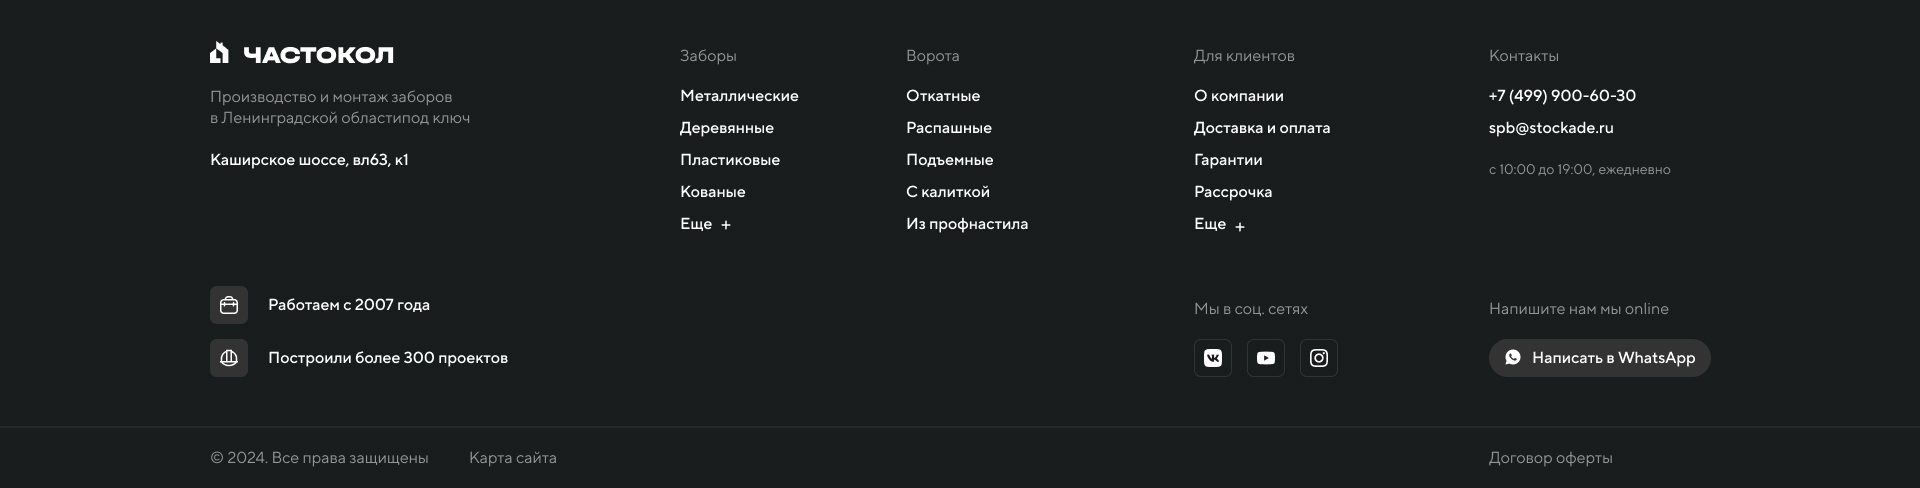 ЧАСТОКОЛ
Производство и монтаж заборов
в Ленинградской областипод ключ
Каширское шоссе, вл63, к1
Заборы
Металлические
Деревянные
Пластиковые
Кованые
Еще +
Ворота
Откатные
Распашные
Подъемные
С калиткой
Из профнастила
Для клиентов
О компании
Доставка и оплата
Гарантии
Рассрочка
Еще +
Контакты
+7 (499) 900-60-30
spb@stockade.ru
с 10:00 до 19:00, ежедневно
Работаем с 2007 года
Построили более 300 проектов
Мы в соц. сетях
Напишите нам мы online
Написать в WhatsApp
© 2024. Все права защищены
Карта сайта
Договор оферты